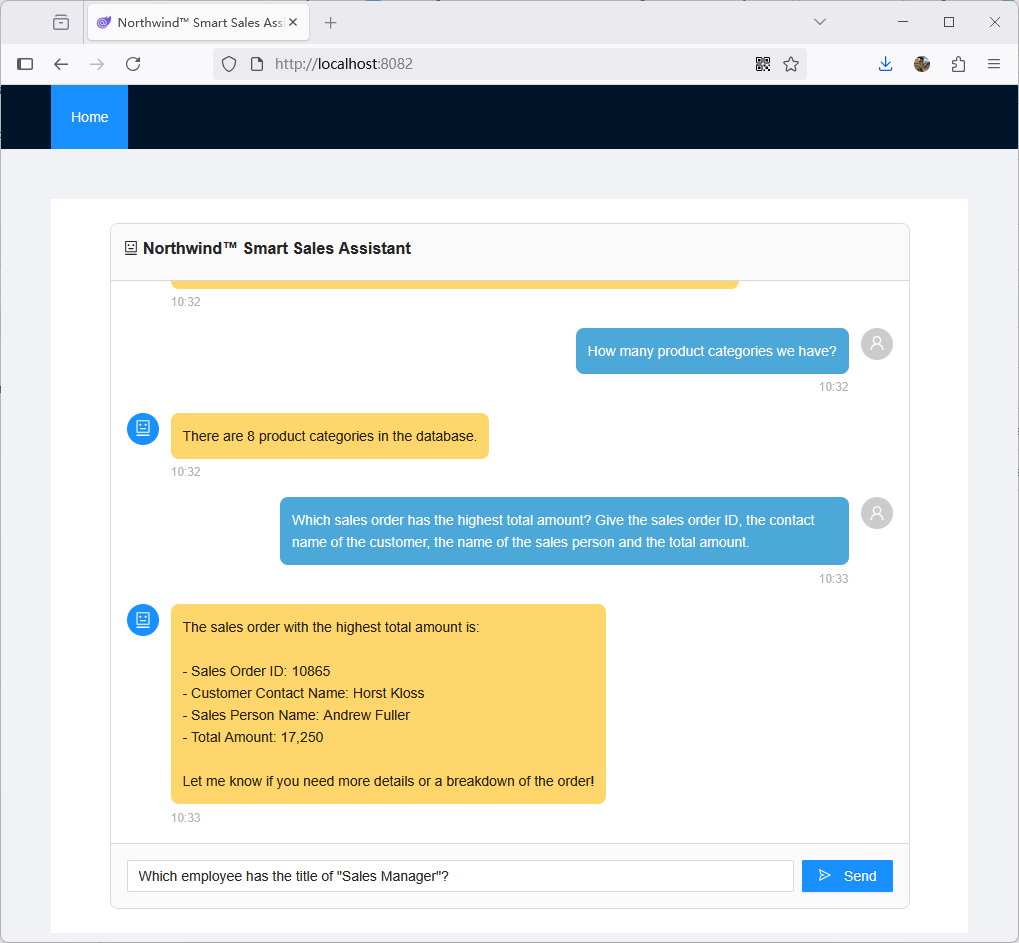 Northwind™ Smart Sales Assi
http://localhost:8082
Home
Northwind™ Smart Sales Assistant
10:32
How many product categories we have?
10:32
There are 8 product categories in the database.
10:32
Which sales order has the highest total amount? Give the sales order ID, the contact
name of the customer, the name of the sales person and the total amount.
10:33
The sales order with the highest total amount is:
- Sales Order ID: 10865
- Customer Contact Name: Horst Kloss
- Sales Person Name: Andrew Fuller
- Total Amount: 17,250
Let me know if you need more details or a breakdown of the order!
10:33
Which employee has the title of "Sales Manager"?
Send